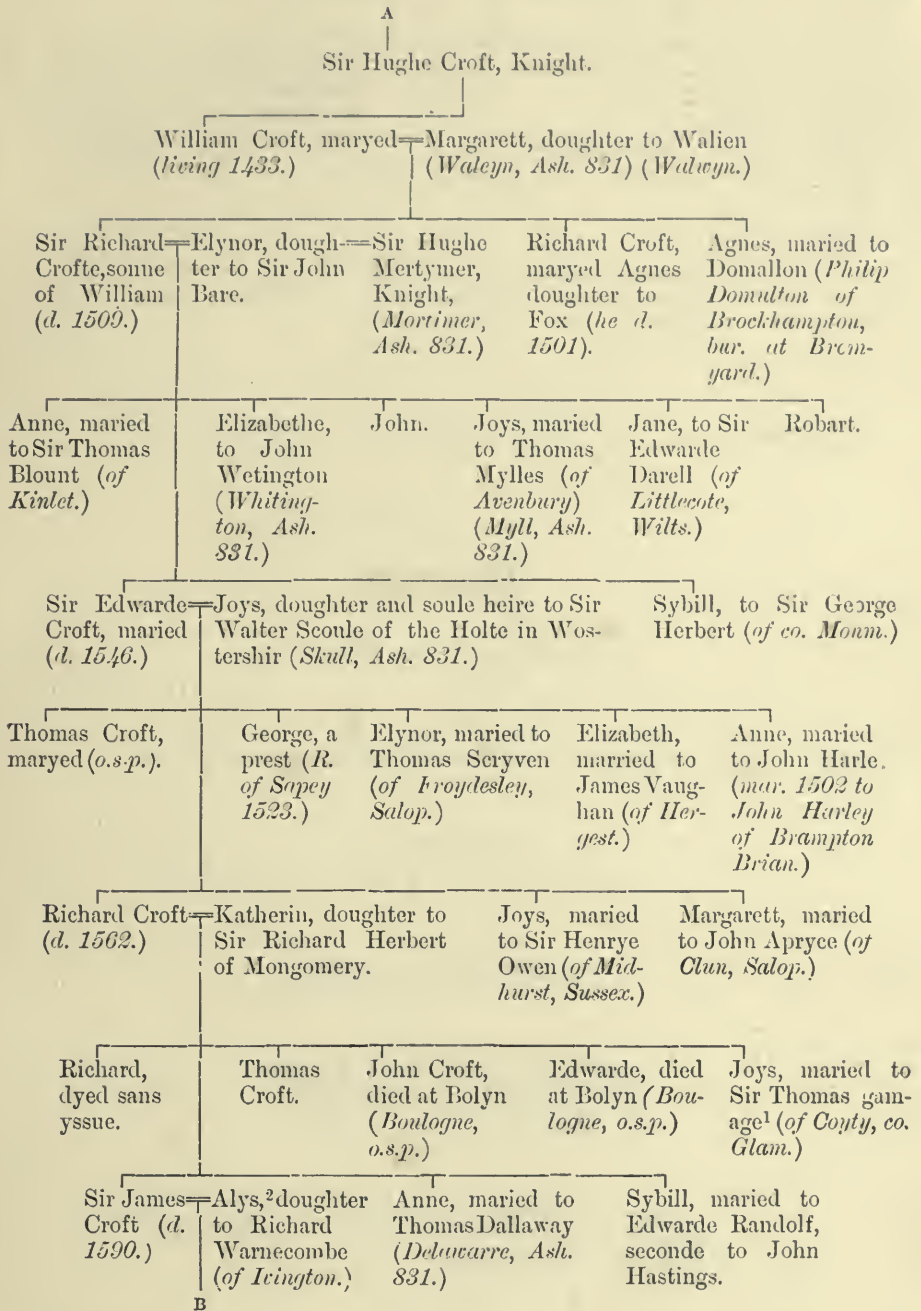 A
Sir Hughe Croft, Knight.
William Croft, maryed
(living 1433.)
Margarett, doughter to Walien
(Waleyn, Ash. 831) (Walwyn.)
Sir Richard
Crofte, sonne
of William
(d. 1509.)
Elynor, dough-
ter to Sir John
Bare.
Sir Hughe
Mertymer,
Knight,
(Mortimer,
Ash. 831.)
Richard Croft,
maryed Agnes
doughter to
Fox (he d.
1501).
Agnes, maried to
Domallon (Philip
Domulton of
Brockhampton,
bur. at Brom-
yard.)
Anne, maried
to Sir Thomas
Blount (of
Kinlet.)
Elizabethe,
to John
Wetington
(Whiting-
ton, Ash.
831.)
John.
Joys, maried
to Thomas
Mylles (of
Avenbury)
(Myll, Ash.
831.)
Jane, to Sir
Edwarde
Darell (of
Littlecote,
Wilts.)
Robart.
Sir Edwarde
Croft, maried
(d. 1546.)
Joys, doughter and soule heire to Sir
Walter Scoule of the Holte in Wos-
tershir (Skull, Ash. 831.)
Sybill, to Sir George
Herbert (of co. Monm.)
Thomas Croft,
maryed (o.s.p.).
George, a
prest (R.
of Sapey
1523.)
Elynor, maried to
Thomas Scryven
(of Froydesley,
Salop.)
Elizabeth,
married to
James Vaug-
han (of Her-
gest.)
Anne, maried
to John Harle.
(mar. 1502 to
John Harley
of Brampton
Brian.)
Richard Croft
(d. 1562.)
Katherin, doughter to
Sir Richard Herbert
of Mongomery.
Joys, maried
to Sir Henrye
Owen (of Mid-
hurst, Sussex.)
Margarett, maried
to John Apryce (of
Clun, Salop.)
Richard,
dyed sans
yssue.
Thomas
Croft.
John Croft,
died at Bolyn
(Boulogne,
o.s.p.)
Edwarde, died
at Bolyn (Bou-
logne, o.s.p.)
Joys, maried to
Sir Thomas gam-
age¹ (of Coyty, co.
Glam.)
Sir James
Croft (d.
1590.)
Alys,² doughter
to Richard
Warnecombe
(of Ivington.)
Anne, maried to
Thomas Dallaway
(Delawarre, Ash.
831.)
Sybill, maried to
Edwarde Randolf,
seconde to John
Hastings.
B